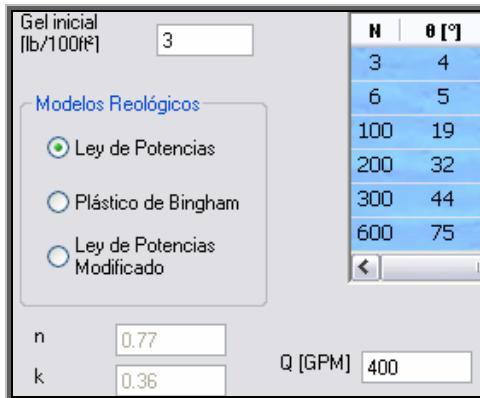 Gel inicial
[lb/100ft²]
3
Modelos Reológicos
Ley de Potencias
Plástico de Bingham
Ley de Potencias
Modificado
n
0.77
k
0.36
N θ [°]
3 4
6 5
100 19
200 32
300 44
600 75
Q [GPM] 400